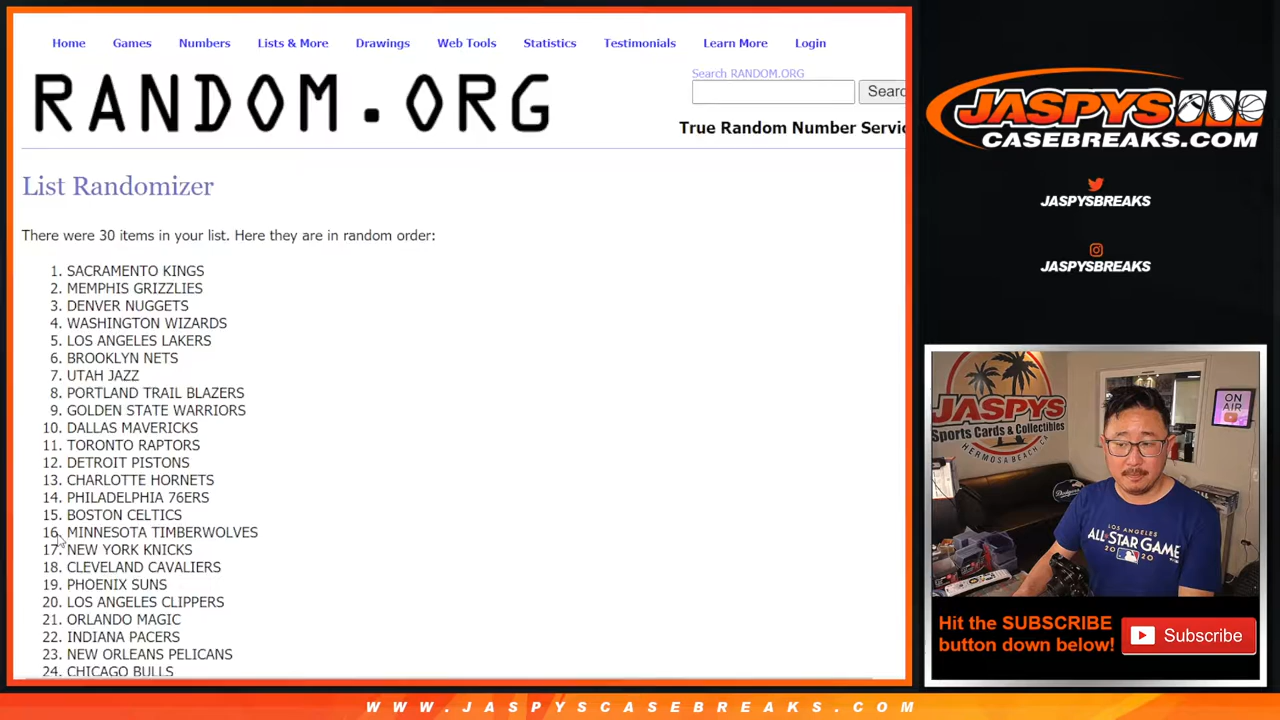 Home Games Numbers Lists & More Drawings Web Tools Statistics Testimonials Learn More Login
RANDOM.ORG
Search RANDOM.ORG
True Random Number Servic
List Randomizer
There were 30 items in your list. Here they are in random order:
1. SACRAMENTO KINGS
2. MEMPHIS GRIZZLIES
3. DENVER NUGGETS
4. WASHINGTON WIZARDS
5. LOS ANGELES LAKERS
6. BROOKLYN NETS
7. UTAH JAZZ
8. PORTLAND TRAIL BLAZERS
9. GOLDEN STATE WARRIORS
10. DALLAS MAVERICKS
11. TORONTO RAPTORS
12. DETROIT PISTONS
13. CHARLOTTE HORNETS
14. PHILADELPHIA 76ERS
15. BOSTON CELTICS
16. MINNESOTA TIMBERWOLVES
17. NEW YORK KNICKS
18. CLEVELAND CAVALIERS
19. PHOENIX SUNS
20. LOS ANGELES CLIPPERS
21. ORLANDO MAGIC
22. INDIANA PACERS
23. NEW ORLEANS PELICANS
24. CHICAGO BULLS
JASPYS
CASEBREAKS.COM
JASPYSBREAKS
JASPYSBREAKS
JASPYS
Sports Cards & Collectibles
HERMOSA BEACH CA
ON AIR
Dodgers
LOS ANGELES
ALL STAR GAME
2020
Hit the SUBSCRIBE
button down below!
Subscribe
WWW.JASPYSCASEBREAKS.COM